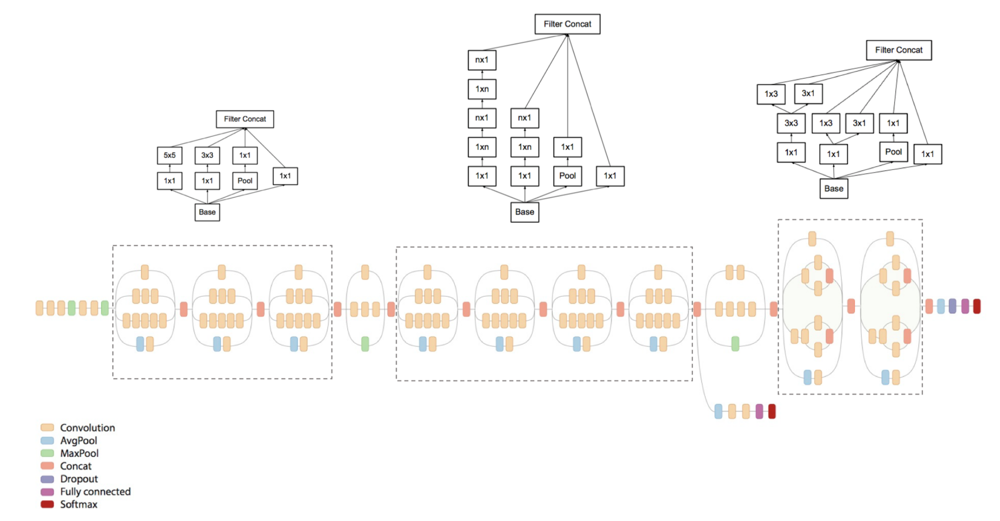 Filter Concat
5x5
3x3
1x1
1x1
1x1
Pool
1x1
Base
Filter Concat
nx1
1xn
nx1
nx1
1xn
1xn
1x1
1x1
1x1
Pool
1x1
Base
Filter Concat
1x3
3x1
3x3
1x3
3x1
1x1
1x1
1x1
Pool
1x1
Base
Convolution
AvgPool
MaxPool
Concat
Dropout
Fully connected
Softmax